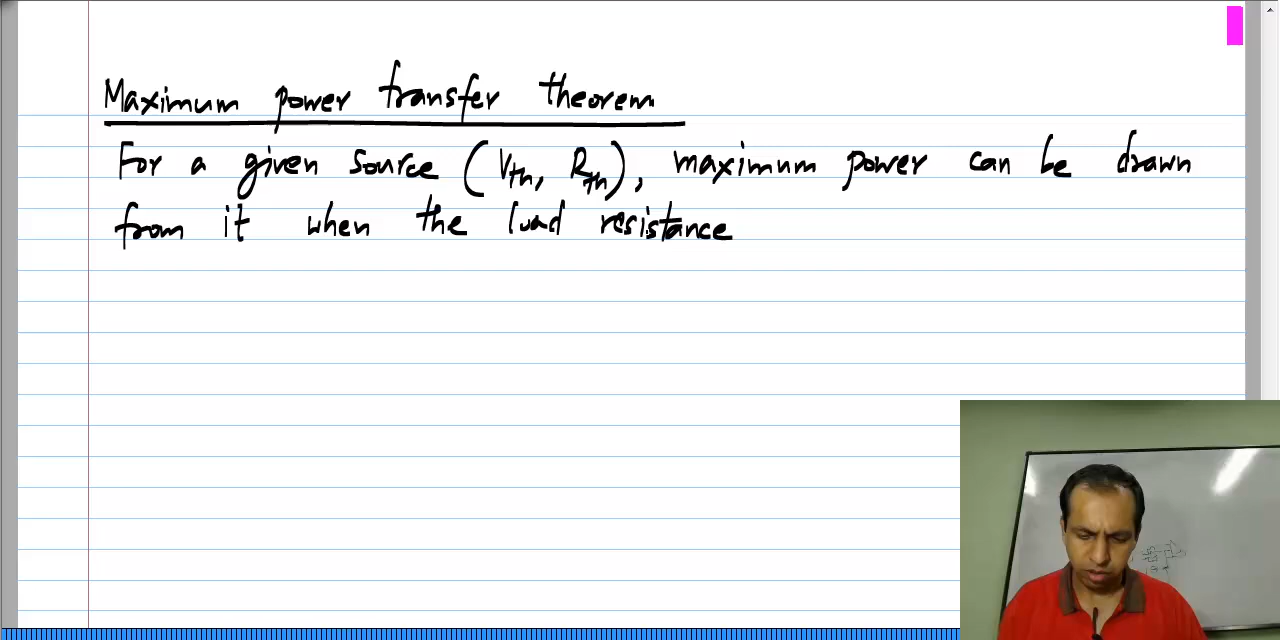 Maximum power transfer theorem
For a given source (Vth, Rth), maximum power can be drawn
from it when the load resistance